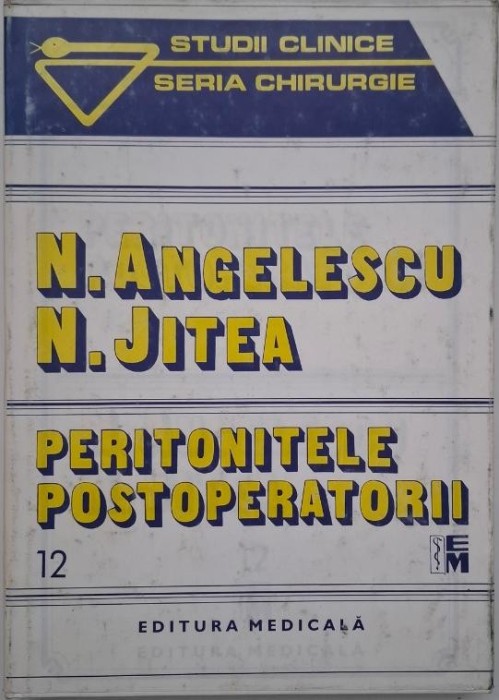 STUDII CLINICE
SERIA CHIRURGIE
N. ANGELESCU
N. JITEA
PERITONITELE
POSTOPERATORII
12
EM
EDITURA MEDICALĂ